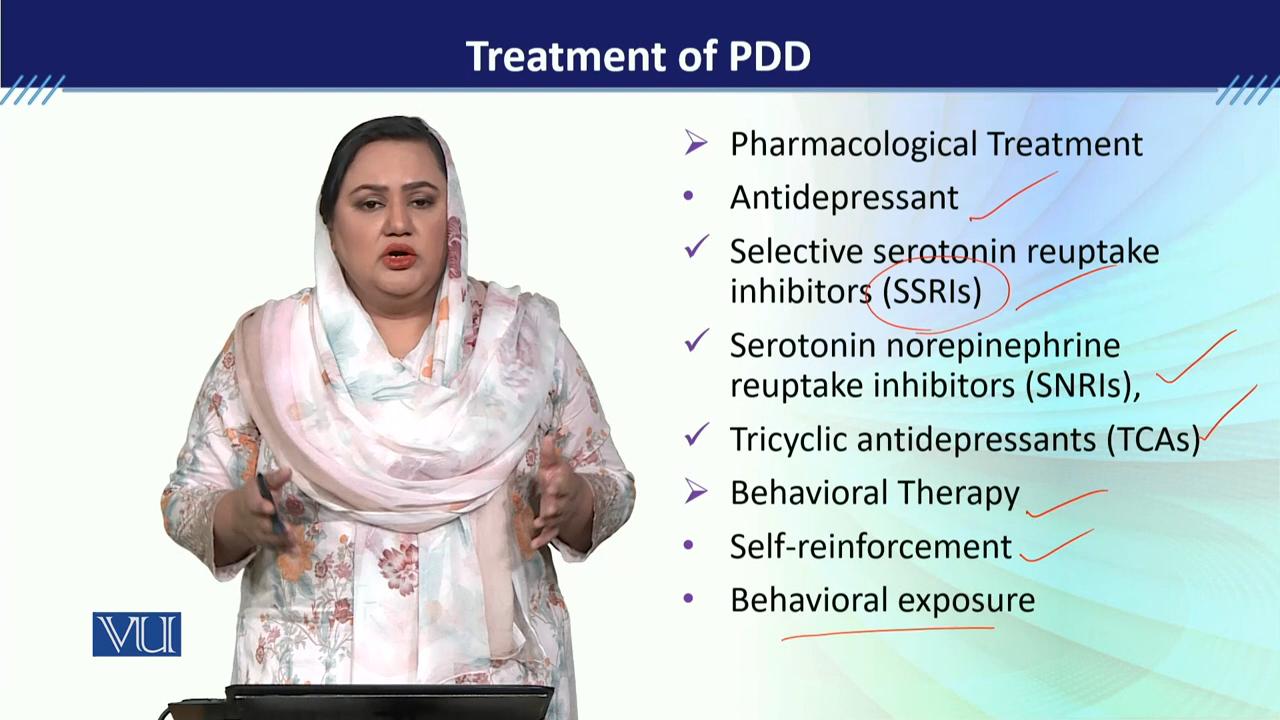 Treatment of PDD
Pharmacological Treatment
Antidepressant
Selective serotonin reuptake
inhibitors (SSRIs)
Serotonin norepinephrine
reuptake inhibitors (SNRIs),
Tricyclic antidepressants (TCAs)
Behavioral Therapy
Self-reinforcement
Behavioral exposure
VU